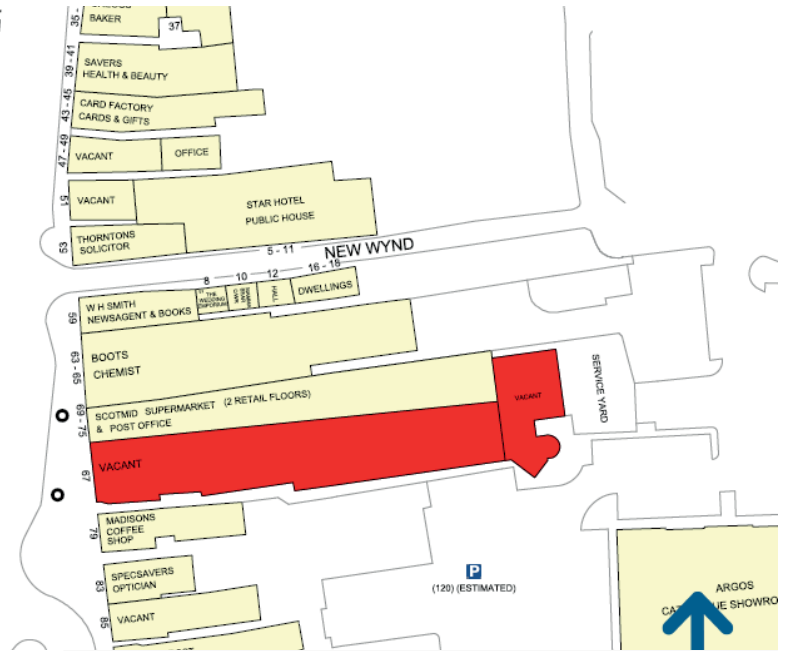 35 -
BAKER
37
39 - 41
SAVERS
HEALTH & BEAUTY
43 - 45
CARD FACTORY
CARDS & GIFTS
47 - 49
VACANT
OFFICE
51
VACANT
STAR HOTEL
PUBLIC HOUSE
53
THORNTONS
SOLICITOR
5 - 11
NEW WYND
8
10
12
16 - 18
59
W H SMITH
NEWSAGENT & BOOKS
THE
WEDDING
EMPORIUM
HALL
DWELLINGS
63 - 65
BOOTS
CHEMIST
69 - 75
SCOTMID SUPERMARKET (2 RETAIL FLOORS)
& POST OFFICE
VACANT
SERVICE YARD
67
VACANT
79
MADISONS
COFFEE
SHOP
83
SPECSAVERS
OPTICIAN
85
VACANT
P
(120) (ESTIMATED)
ARGOS